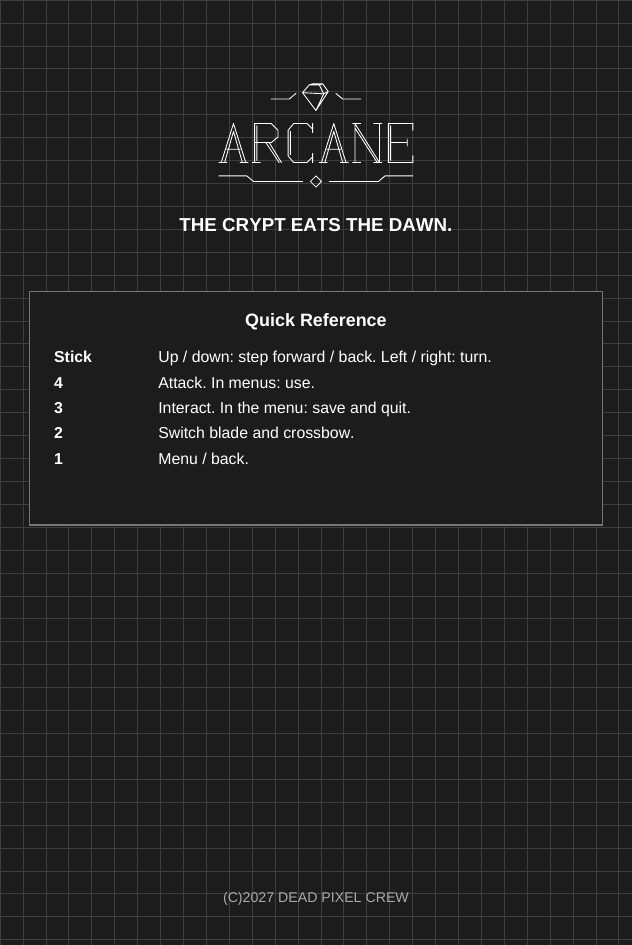 ARCANE
THE CRYPT EATS THE DAWN.
Quick Reference
Stick Up / down: step forward / back. Left / right: turn.
4 Attack. In menus: use.
3 Interact. In the menu: save and quit.
2 Switch blade and crossbow.
1 Menu / back.
(C)2027 DEAD PIXEL CREW